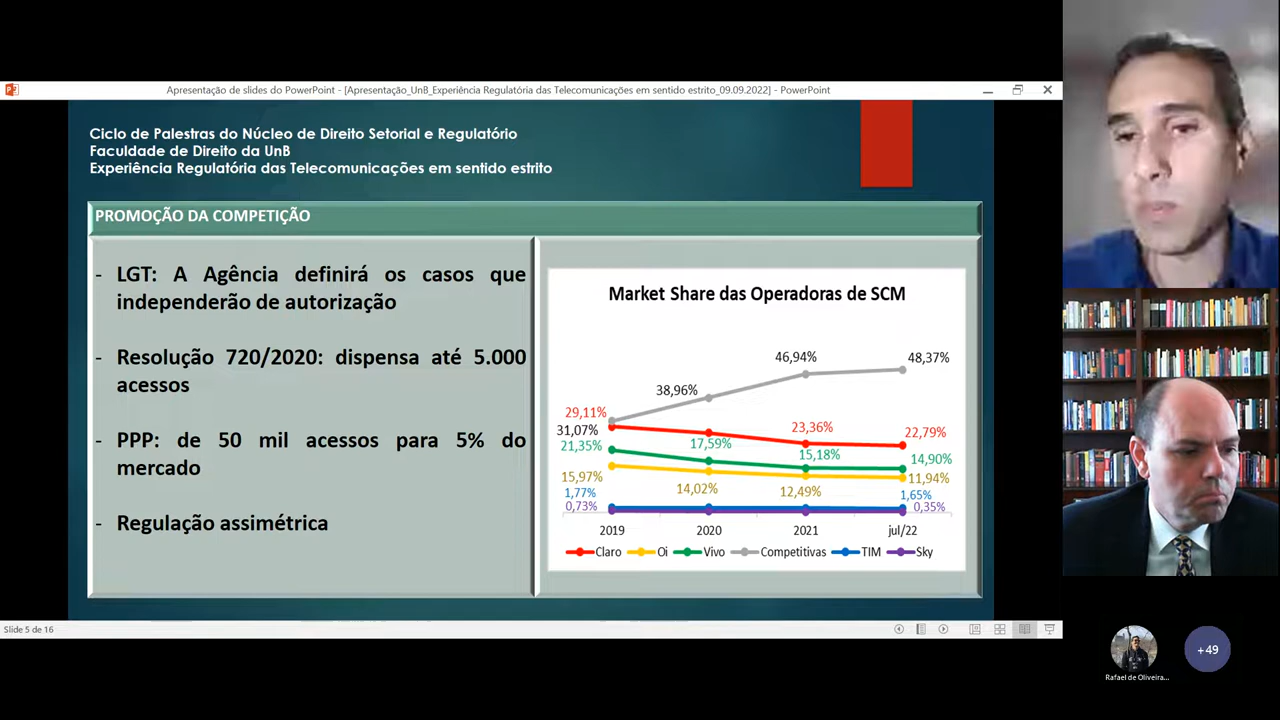 Apresentação de slides do PowerPoint - [Apresentação_UnB_Experiência Regulatória das Telecomunicações em sentido estrito_09.09.2022] - PowerPoint
Ciclo de Palestras do Núcleo de Direito Setorial e Regulatório
Faculdade de Direito da UnB
Experiência Regulatória das Telecomunicações em sentido estrito
PROMOÇÃO DA COMPETIÇÃO
- LGT: A Agência definirá os casos que
independerão de autorização
- Resolução 720/2020: dispensa até 5.000
acessos
- PPP: de 50 mil acessos para 5% do
mercado
- Regulação assimétrica
Market Share das Operadoras de SCM
46,94% 48,37%
38,96%
29,11% 23,36% 22,79%
31,07%
21,35% 17,59% 15,18% 14,90%
15,97% 14,02% 12,49% 11,94%
1,77% 1,65%
0,73% 0,35%
2019 2020 2021 jul/22
Claro Oi Vivo Competitivas TIM Sky
Slide 5 de 16
+49
Rafael de Oliveira...